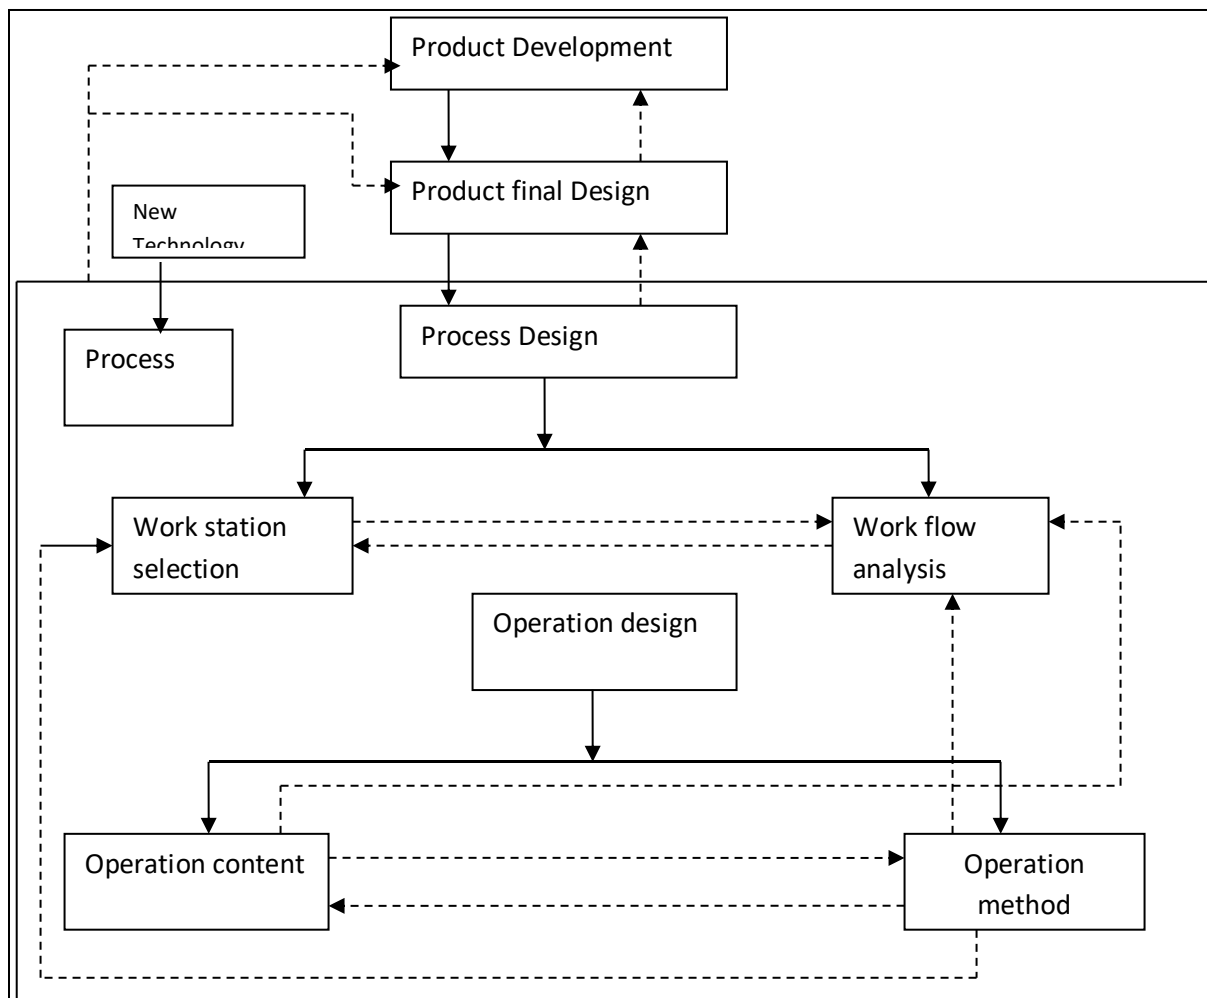 Product Development
Product final Design
New
Technology
Process Design
Process
Work station
selection
Work flow
analysis
Operation design
Operation content
Operation
method